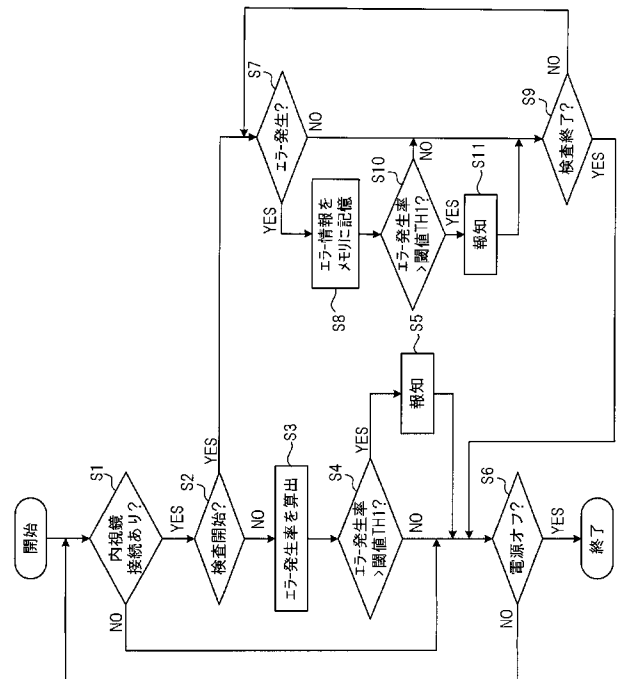 開始
S1
内視鏡
接続あり?
NO
YES
S2
検査開始?
YES
NO
S3
エラー発生率を算出
S4
エラー発生率
>閾値TH1?
YES
NO
S5
報知
S6
電源オフ?
NO
YES
終了
S7
エラー発生?
NO
YES
S8
エラー情報を
メモリに記憶
S10
エラー発生率
>閾値TH1?
NO
YES
S11
報知
S9
検査終了?
NO
YES